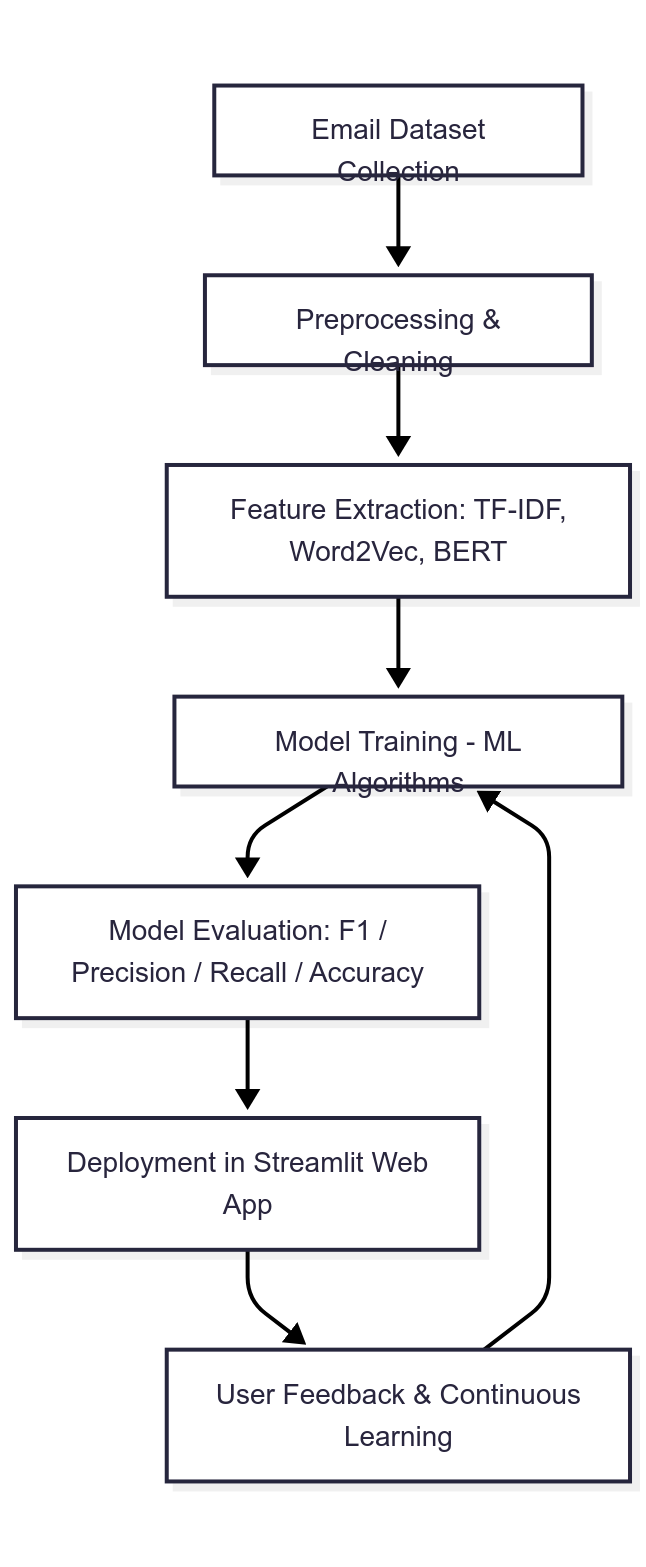 Email Dataset
Collection
Preprocessing &
Cleaning
Feature Extraction: TF-IDF,
Word2Vec, BERT
Model Training - ML
Algorithms
Model Evaluation: F1 /
Precision / Recall / Accuracy
Deployment in Streamlit Web
App
User Feedback & Continuous
Learning